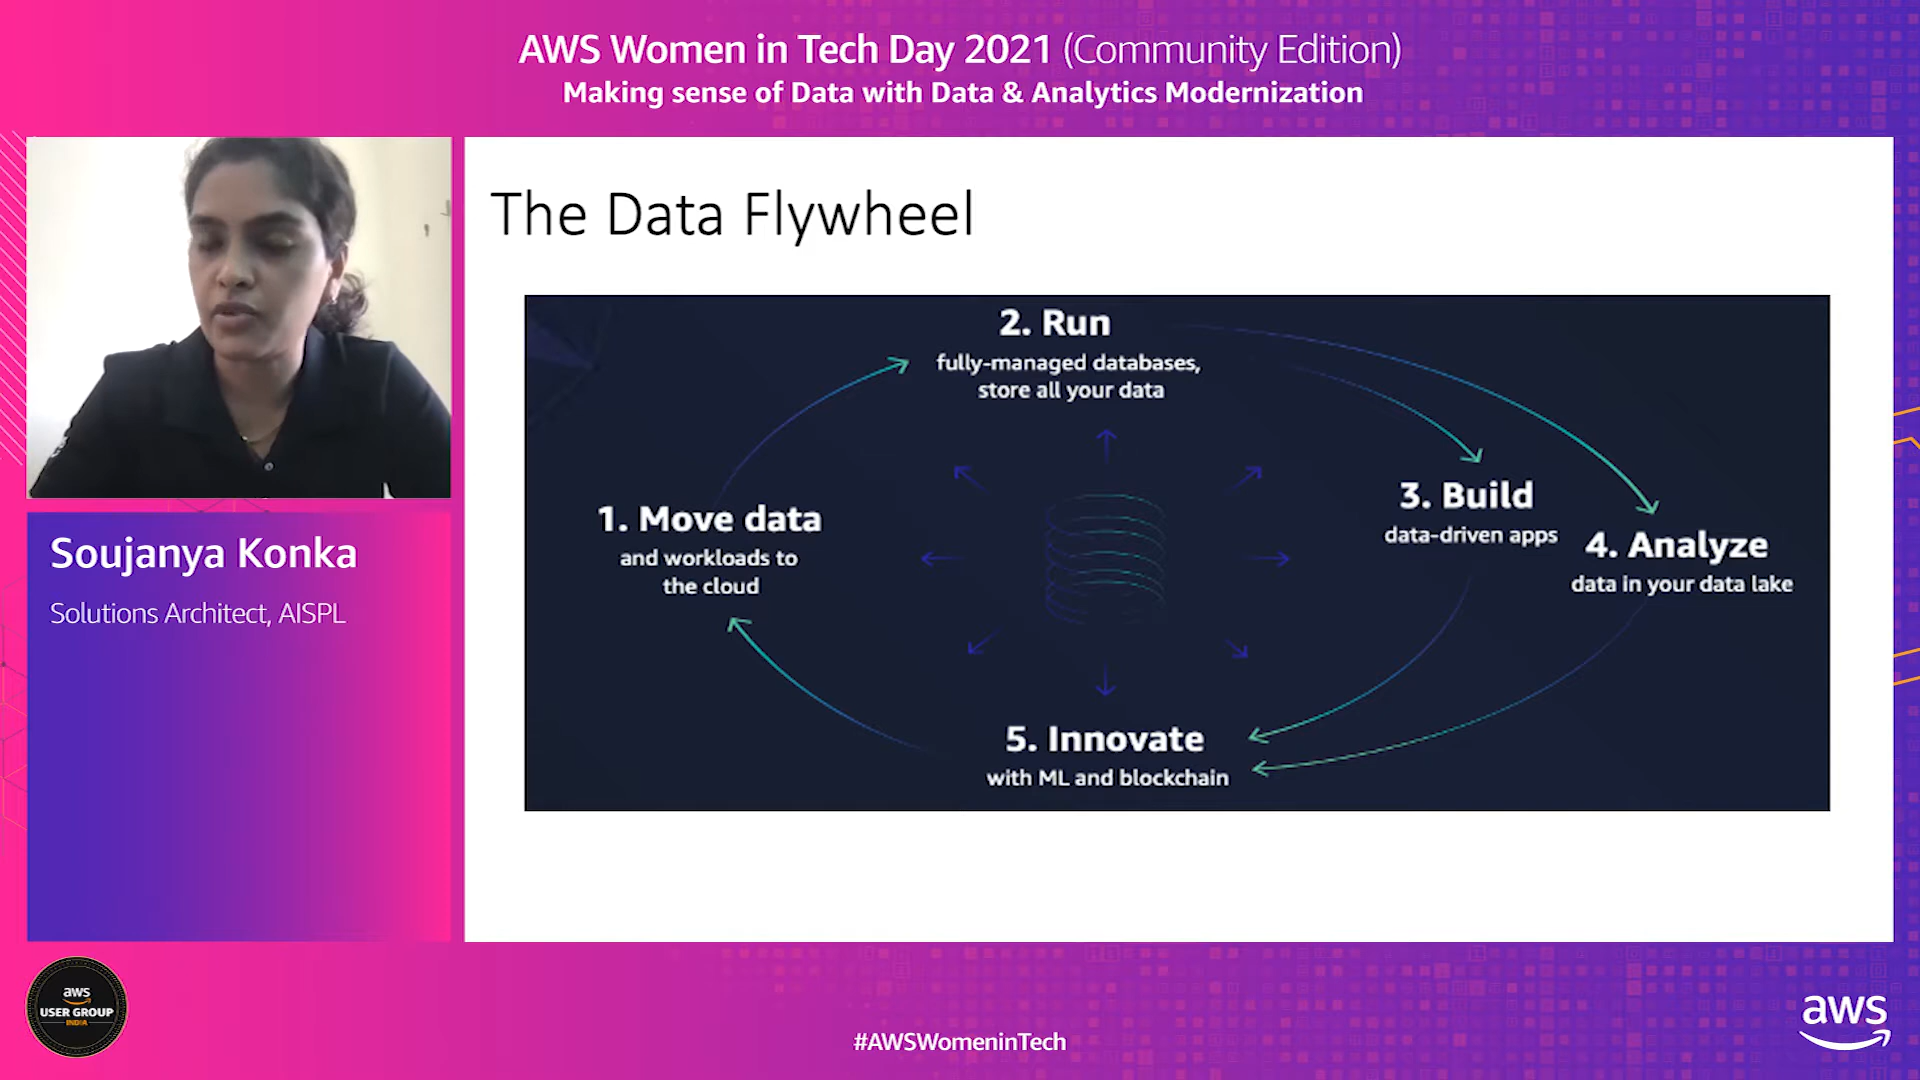 AWS Women in Tech Day 2021 (Community Edition)
Making sense of Data with Data & Analytics Modernization
The Data Flywheel
2. Run
fully-managed databases,
store all your data
1. Move data
and workloads to
the cloud
3. Build
data-driven apps
4. Analyze
data in your data lake
5. Innovate
with ML and blockchain
Soujanya Konka
Solutions Architect, AISPL
aws
USER GROUP
INDIA
#AWSWomeninTech
aws